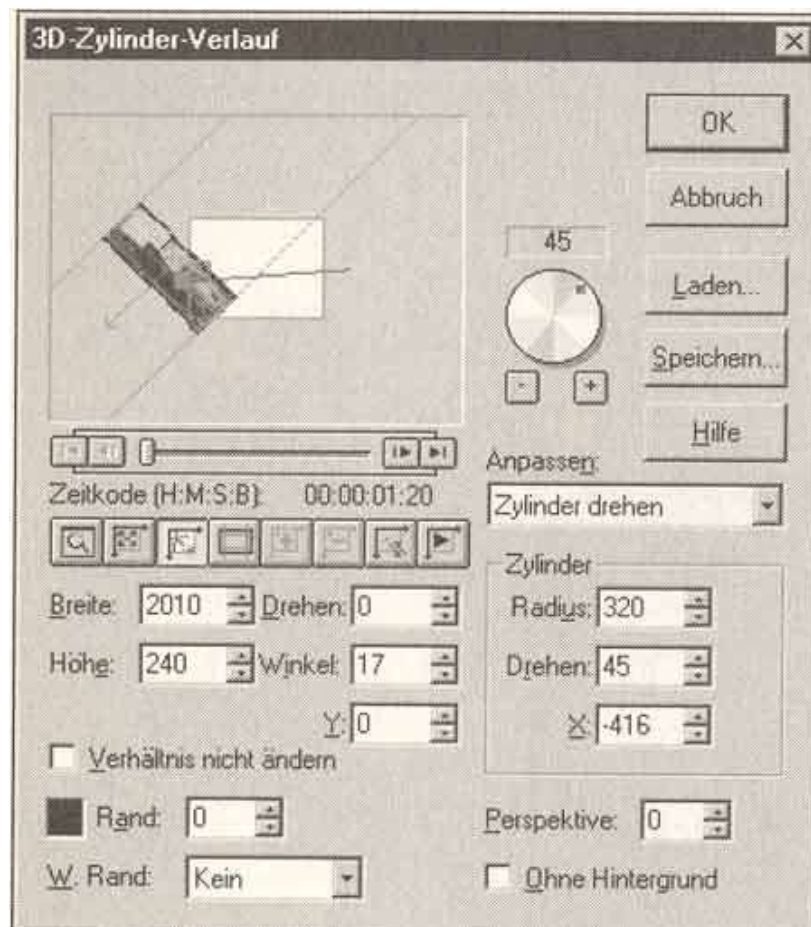 3D-Zylinder-Verlauf
OK
Abbruch
45
Laden...
Speichern...
- +
Hilfe
Anpassen:
Zeitkode (H:M:S:B): 00:00:01:20
Zylinder drehen
Zylinder
Breite: 2010 Drehen: 0
Radius: 320
Höhe: 240 Winkel: 17
Drehen: 45
Y: 0
X: -416
Verhältnis nicht ändern
Rand: 0
Perspektive: 0
W. Rand: Kein
Ohne Hintergrund